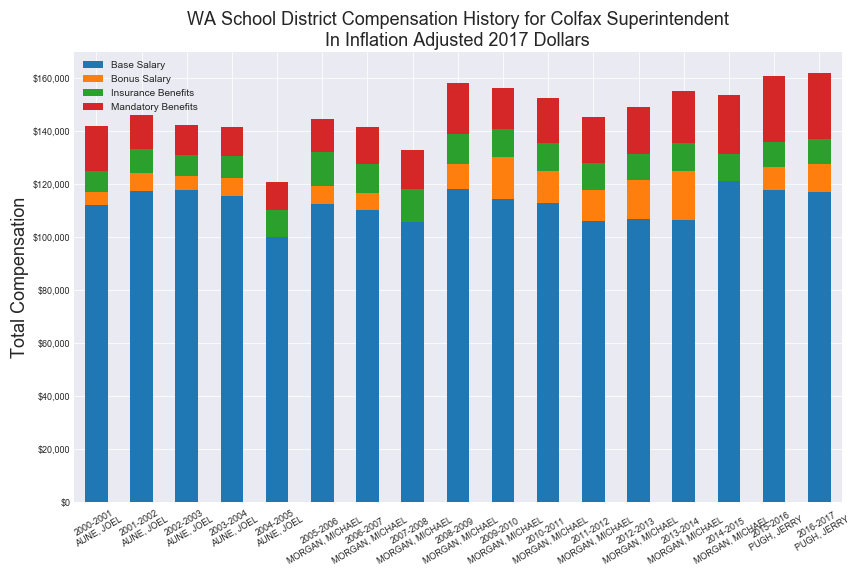 WA School District Compensation History for Colfax Superintendent
In Inflation Adjusted 2017 Dollars
Base Salary
Bonus Salary
Insurance Benefits
Mandatory Benefits
Total Compensation
$160,000
$140,000
$120,000
$100,000
$80,000
$60,000
$40,000
$20,000
$0
2000-2001
AUNE, JOEL
2001-2002
AUNE, JOEL
2002-2003
AUNE, JOEL
2003-2004
AUNE, JOEL
2004-2005
AUNE, JOEL
2005-2006
MORGAN, MICHAEL
2006-2007
MORGAN, MICHAEL
2007-2008
MORGAN, MICHAEL
2008-2009
MORGAN, MICHAEL
2009-2010
MORGAN, MICHAEL
2010-2011
MORGAN, MICHAEL
2011-2012
MORGAN, MICHAEL
2012-2013
MORGAN, MICHAEL
2013-2014
MORGAN, MICHAEL
2014-2015
MORGAN, MICHAEL
2015-2016
PUGH, JERRY
2016-2017
PUGH, JERRY